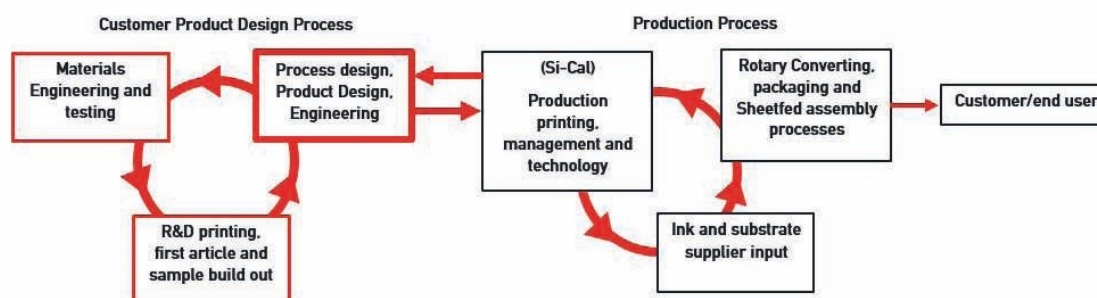 Customer Product Design Process
Production Process
Materials
Engineering and
testing
Process design,
Product Design,
Engineering
R&D printing,
first article and
sample build out
(Si-Cal)
Production
printing,
management and
technology
Ink and substrate
supplier input
Rotary Converting,
packaging and
Sheetfed assembly
processes
Customer/end user